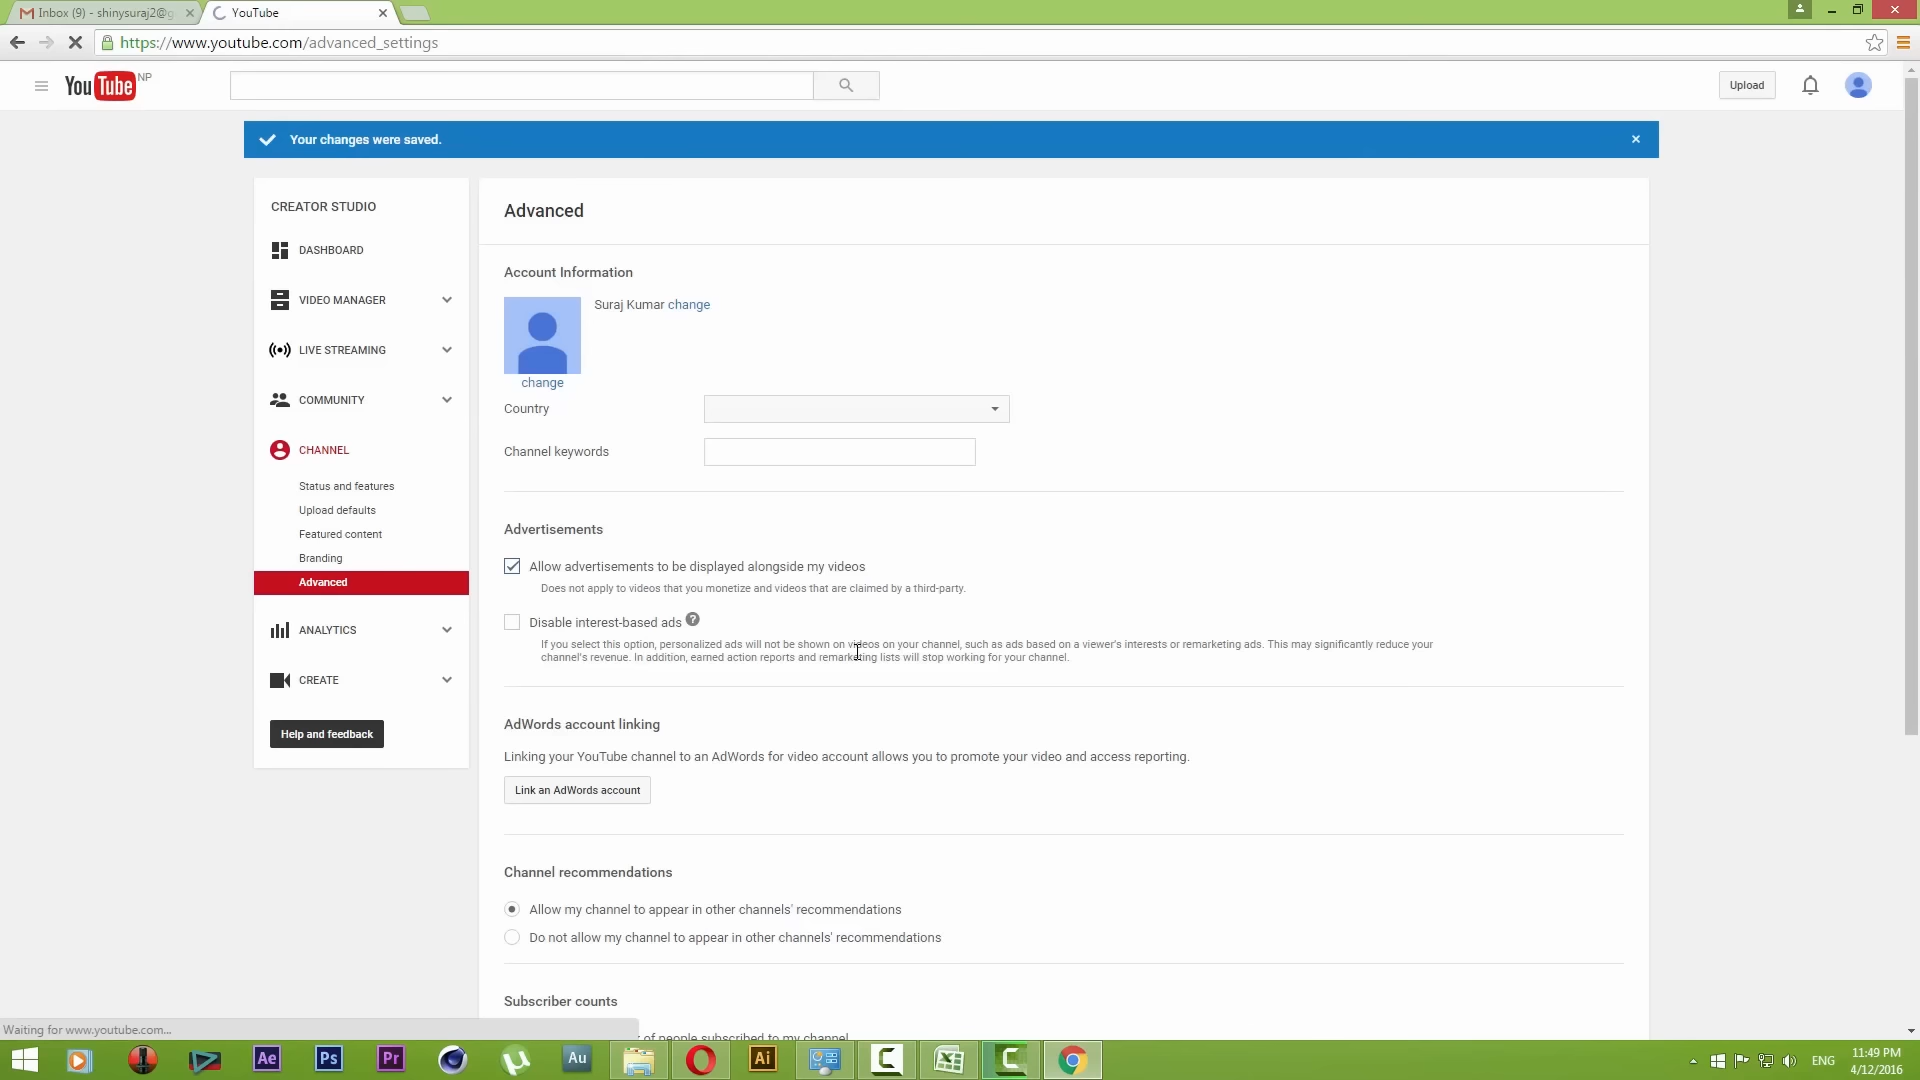 Inbox (9) - shinysuraj2@g
YouTube
https://www.youtube.com/advanced_settings
YouTube NP
Upload
Your changes were saved.
CREATOR STUDIO
DASHBOARD
VIDEO MANAGER
LIVE STREAMING
COMMUNITY
CHANNEL
Status and features
Upload defaults
Featured content
Branding
Advanced
ANALYTICS
CREATE
Help and feedback
Advanced
Account Information
Suraj Kumar change
change
Country
Channel keywords
Advertisements
Allow advertisements to be displayed alongside my videos
Does not apply to videos that you monetize and videos that are claimed by a third-party.
Disable interest-based ads ?
If you select this option, personalized ads will not be shown on videos on your channel, such as ads based on a viewer's interests or remarketing ads. This may significantly reduce your
channel's revenue. In addition, earned action reports and remarketing lists will stop working for your channel.
AdWords account linking
Linking your YouTube channel to an AdWords for video account allows you to promote your video and access reporting.
Link an AdWords account
Channel recommendations
Allow my channel to appear in other channels' recommendations
Do not allow my channel to appear in other channels' recommendations
Subscriber counts
of people subscribed to my channel
Waiting for www.youtube.com...
Ae
Ps
Pr
Au
Ai
ENG
11:49 PM
4/12/2016